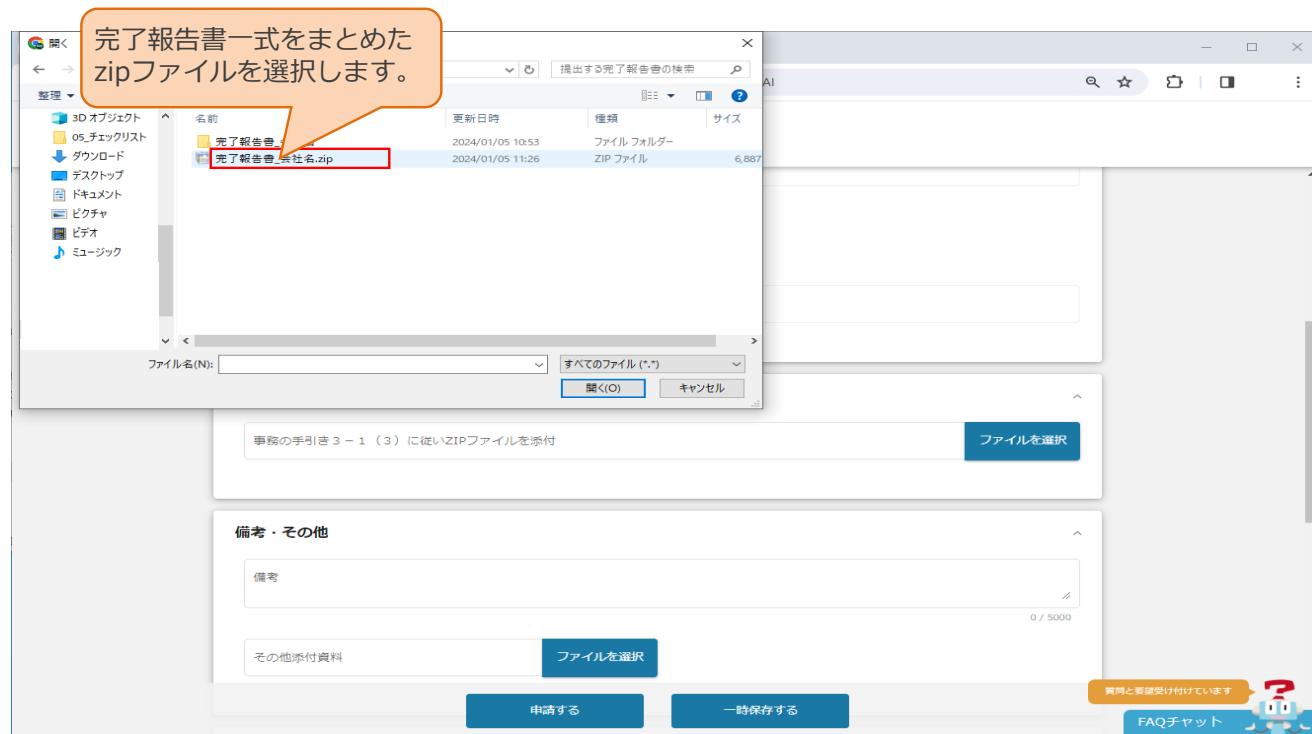 完了報告書一式をまとめた
zipファイルを選択します。
開く
提出する完了報告書の検索
AI
整理
名前 更新日時 種類 サイズ
3D オブジェクト
05_チェックリスト
ダウンロード
デスクトップ
ドキュメント
ピクチャ
ビデオ
ミュージック
完了報告書_ 2024/01/05 10:53 ファイル フォルダー
完了報告書_会社名.zip 2024/01/05 11:26 ZIP ファイル 6,887
ファイル名(N): すべてのファイル (*.*)
開く(O) キャンセル
事務の手引き３－１（３）に従いZIPファイルを添付 ファイルを選択
備考・その他
備考
0 / 5000
その他添付資料 ファイルを選択
申請する 一時保存する
質問と要望受け付けています
FAQチャット